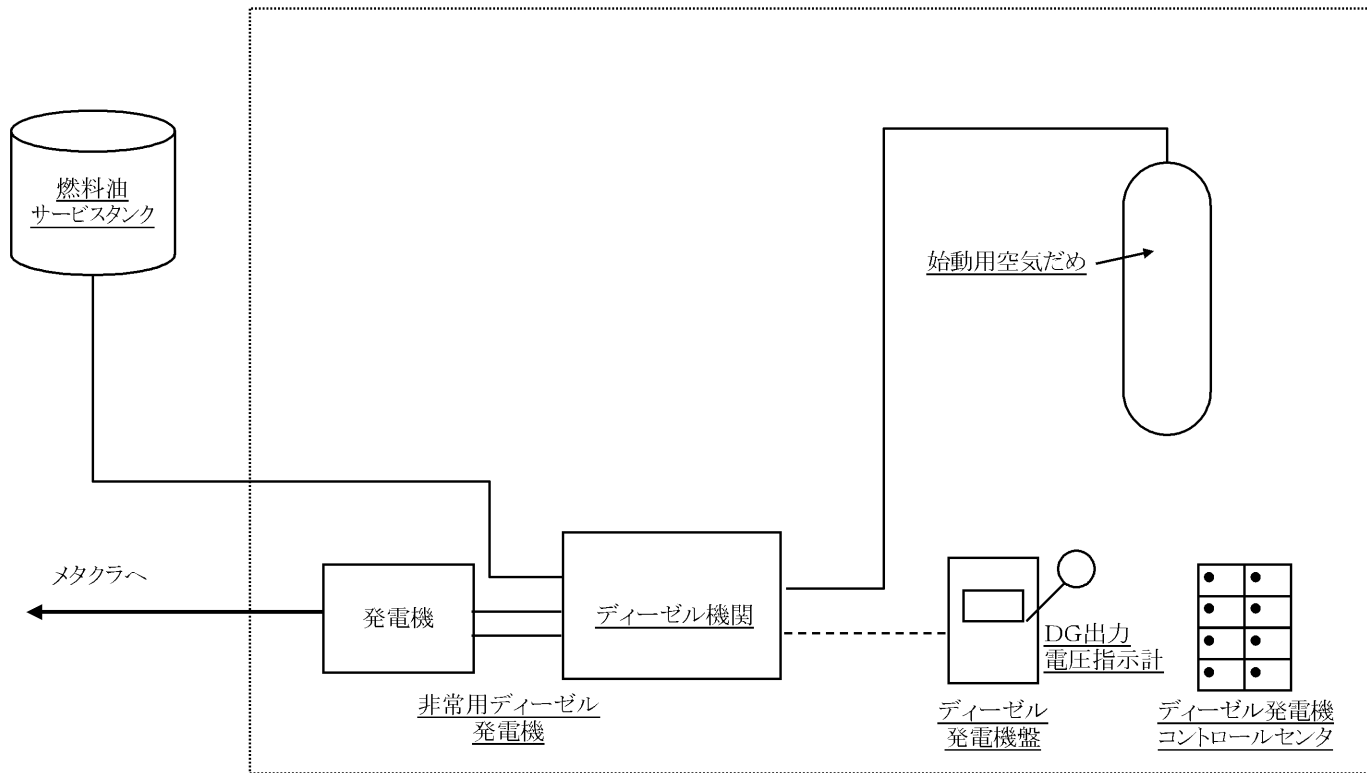 燃料油
サービスタンク
始動用空気だめ
メタクラへ
発電機
ディーゼル機関
DG出力
電圧指示計
非常用ディーゼル
発電機
ディーゼル
発電機盤
ディーゼル発電機
コントロールセンタ